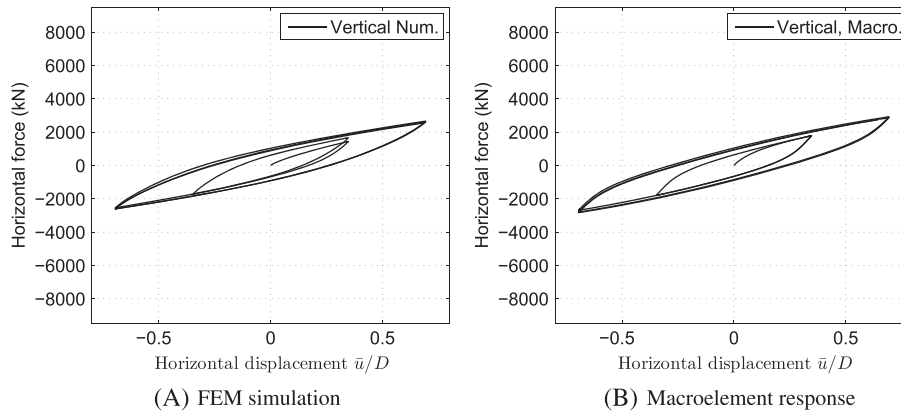 Vertical Num.
8000
6000
4000
2000
0
−2000
−4000
−6000
−8000
Horizontal force (kN)
−0.5 0 0.5
Horizontal displacement ū/D
(A) FEM simulation
Vertical, Macro.
8000
6000
4000
2000
0
−2000
−4000
−6000
−8000
Horizontal force (kN)
−0.5 0 0.5
Horizontal displacement ū/D
(B) Macroelement response